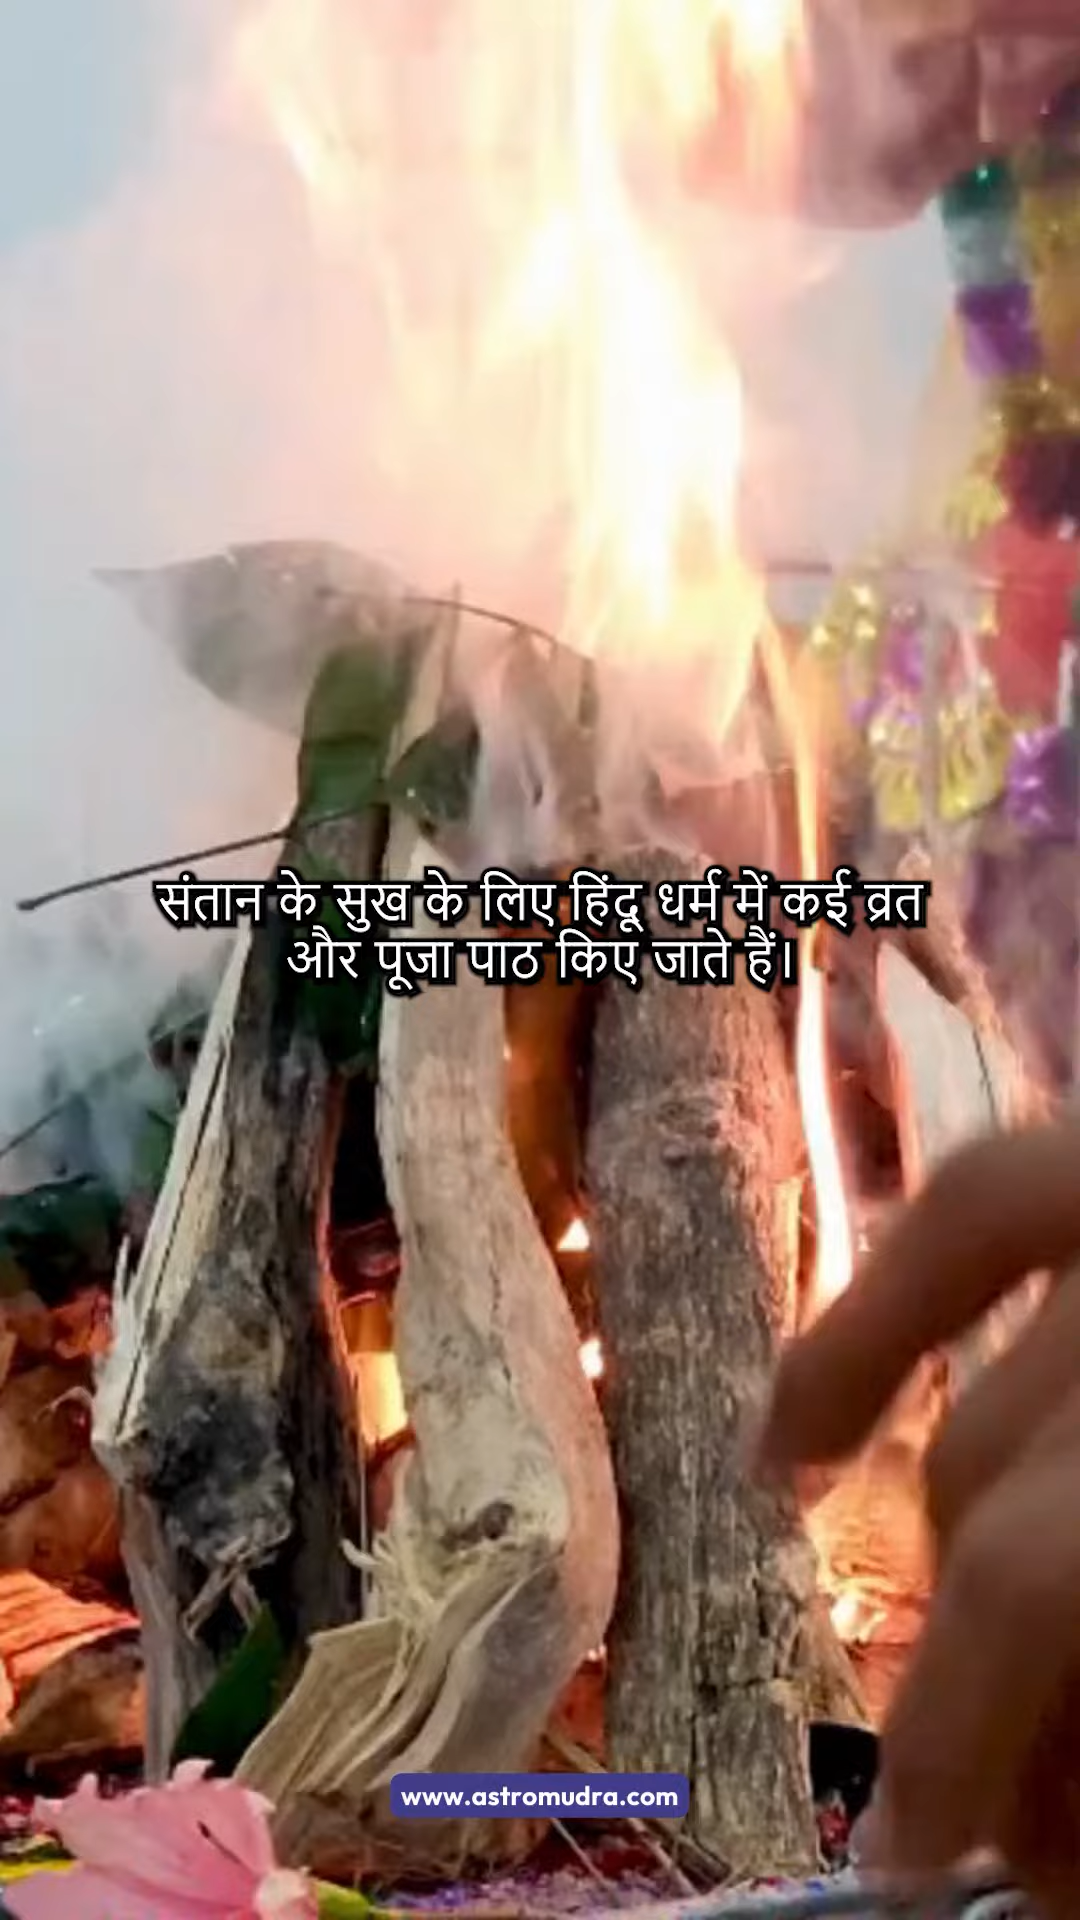 संतान के सुख के लिए हिंदू धर्म में कई व्रत
और पूजा पाठ किए जाते हैं।
www.astromudra.com